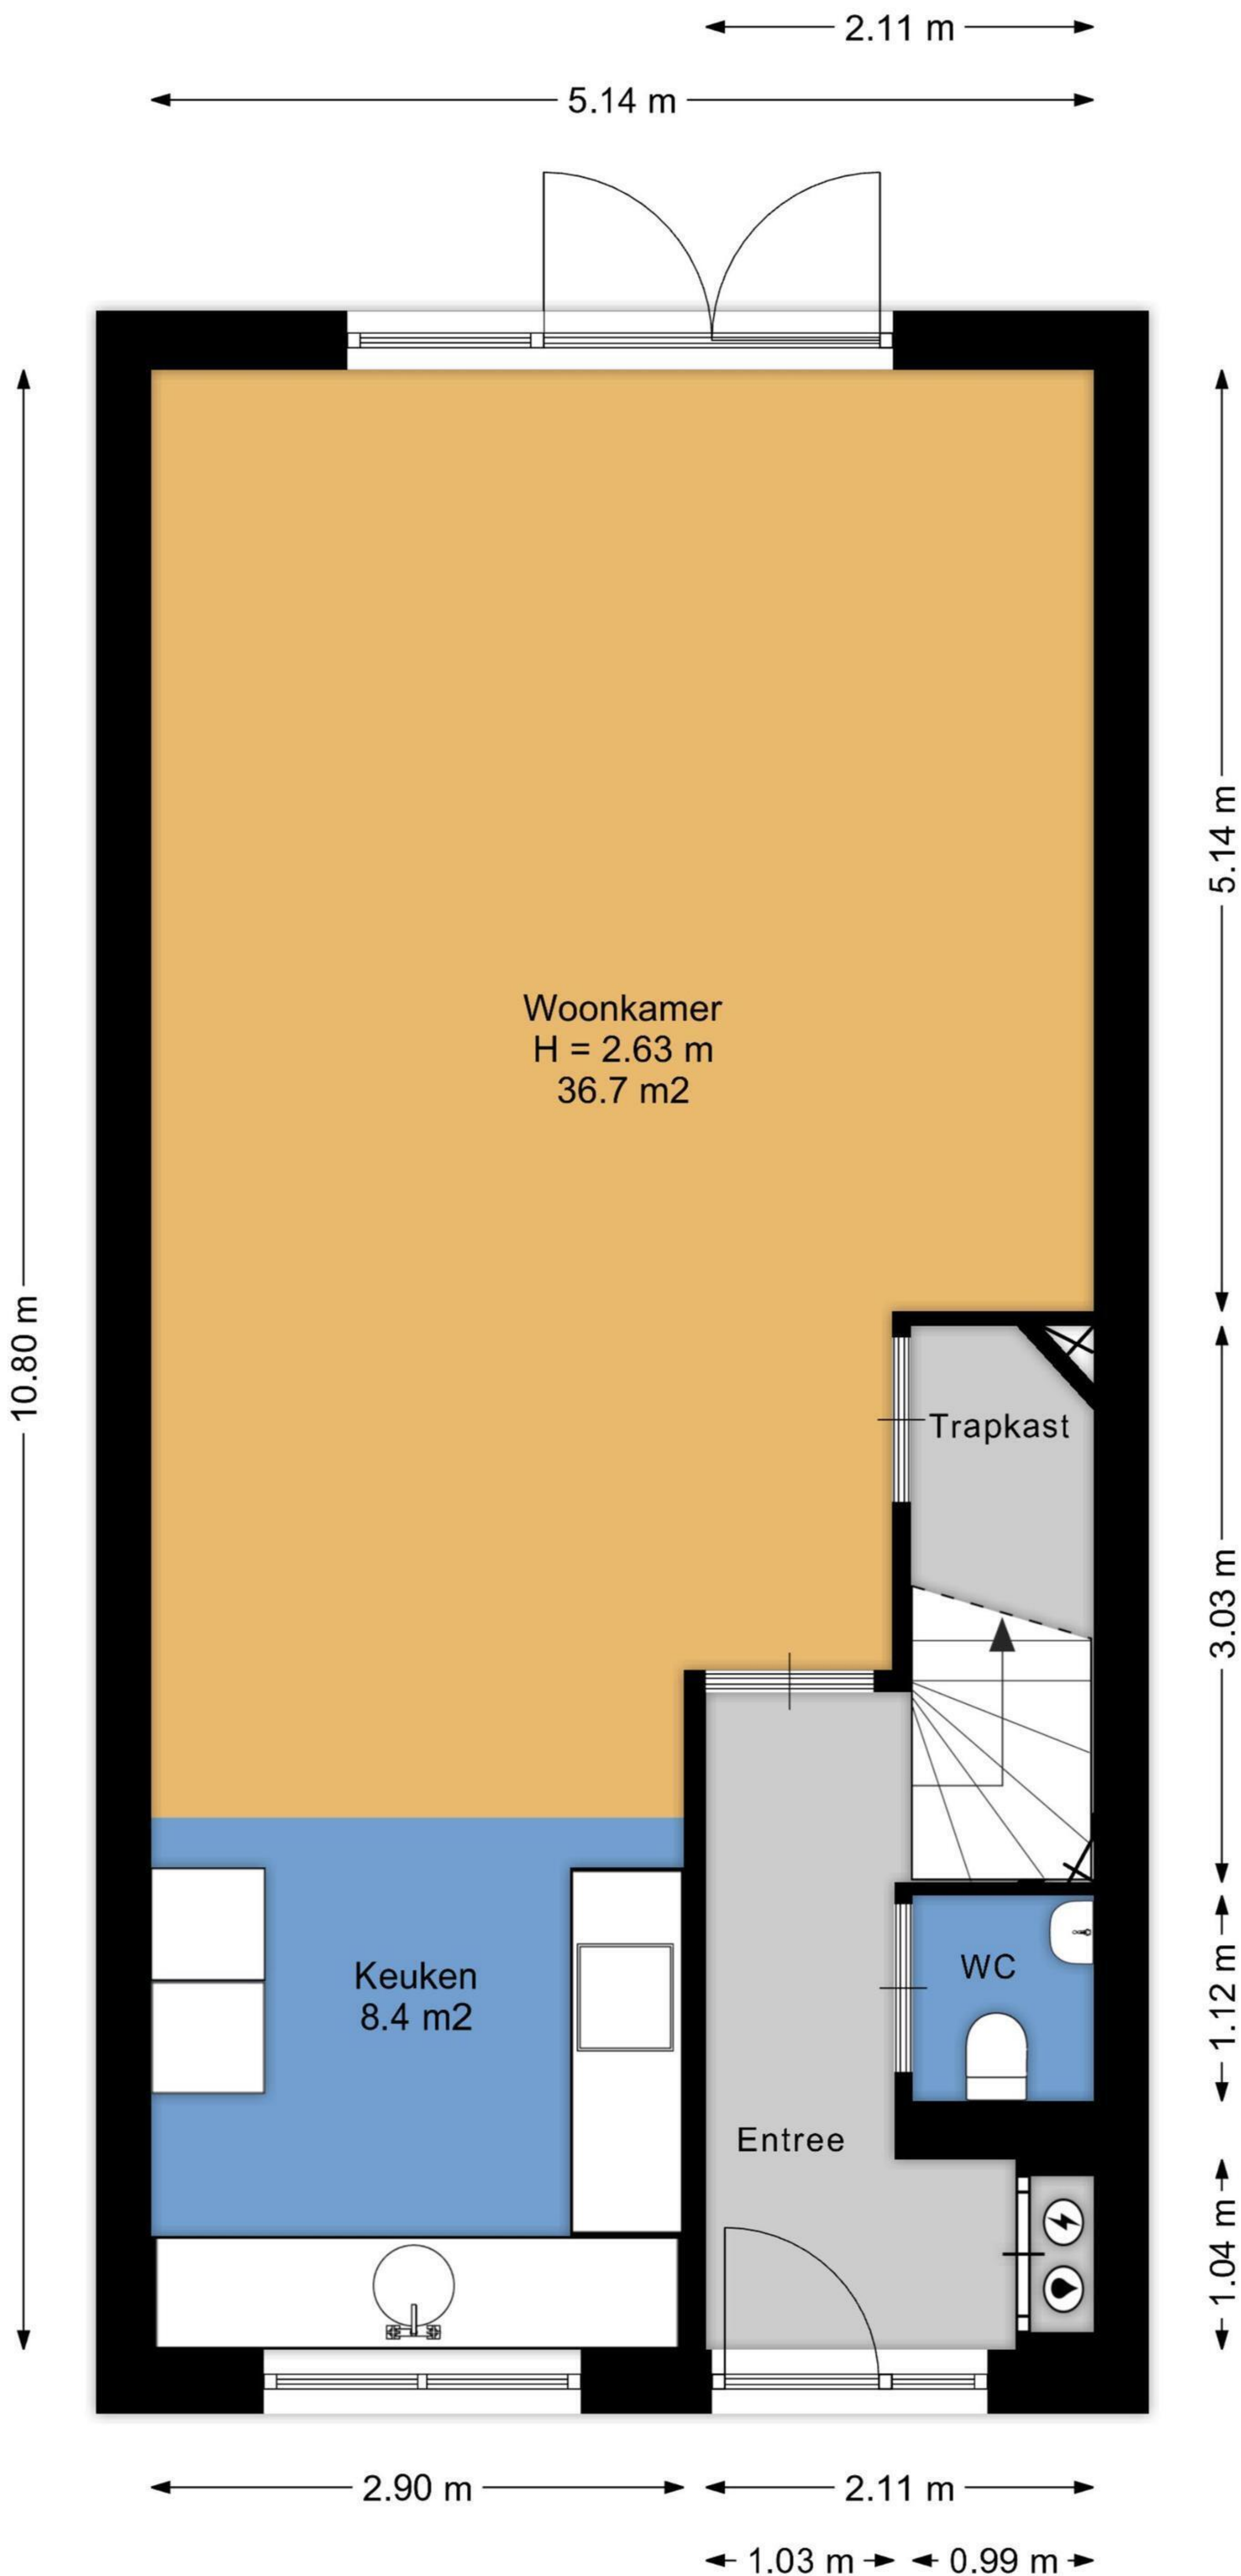 2.11 m
5.14 m
5.14 m
Woonkamer
H = 2.63 m
36.7 m2
10.80 m
Trapkast
3.03 m
WC
1.12 m
Keuken
8.4 m2
Entree
1.04 m
2.90 m
2.11 m
1.03 m
0.99 m